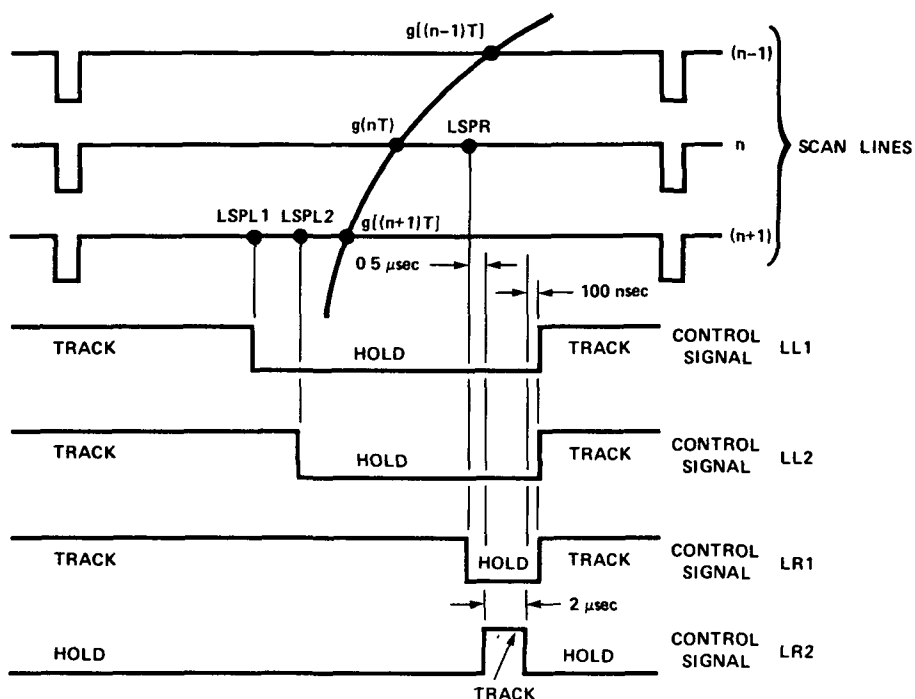 g[(n−1)T]
(n−1)
g(nT) LSPR
n
SCAN LINES
LSPL1 LSPL2 g[(n+1)T]
(n+1)
0 5 μsec
100 nsec
TRACK HOLD TRACK CONTROL SIGNAL LL1
TRACK HOLD TRACK CONTROL SIGNAL LL2
TRACK HOLD TRACK CONTROL SIGNAL LR1
2 μsec
HOLD HOLD CONTROL SIGNAL LR2
TRACK